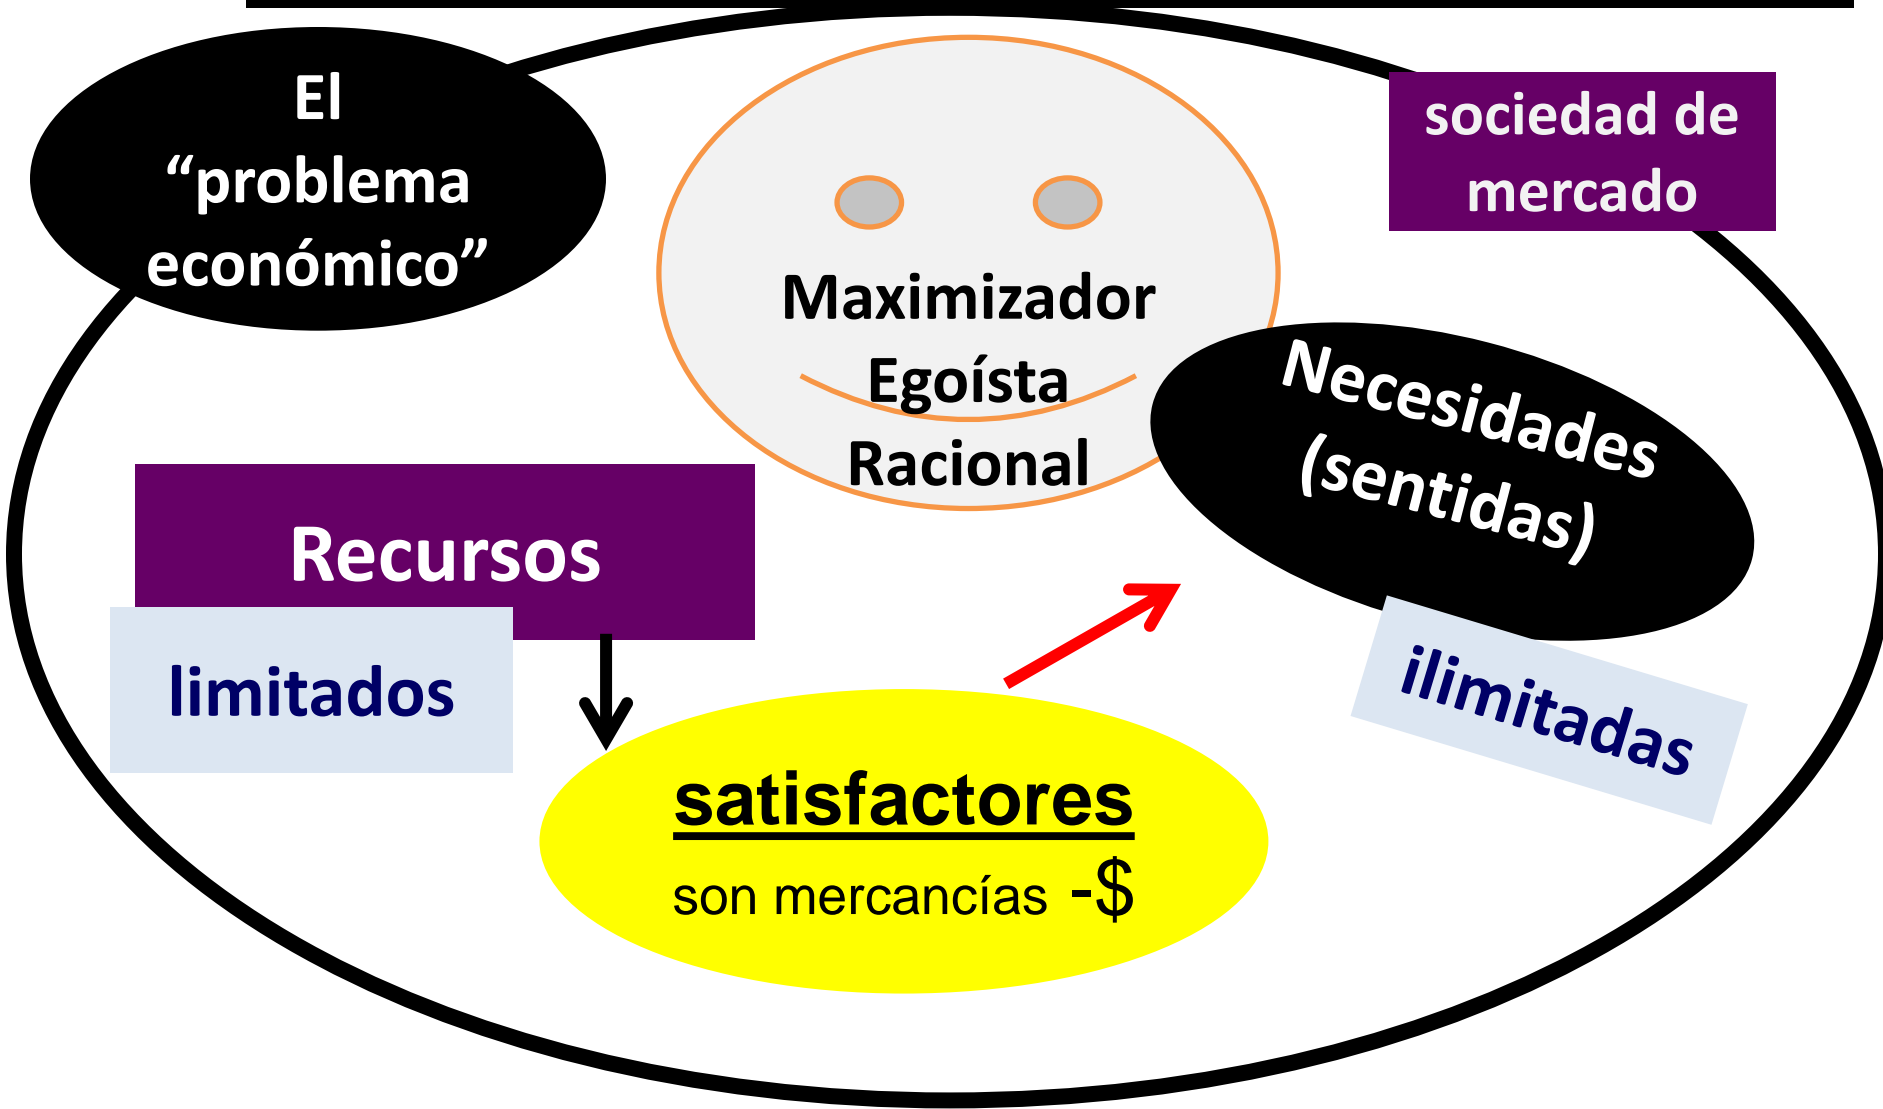 El
“problema
económico”
sociedad de
mercado
Maximizador
Egoísta
Racional
Necesidades
(sentidas)
Recursos
limitados
ilimitadas
satisfactores
son mercancías -$